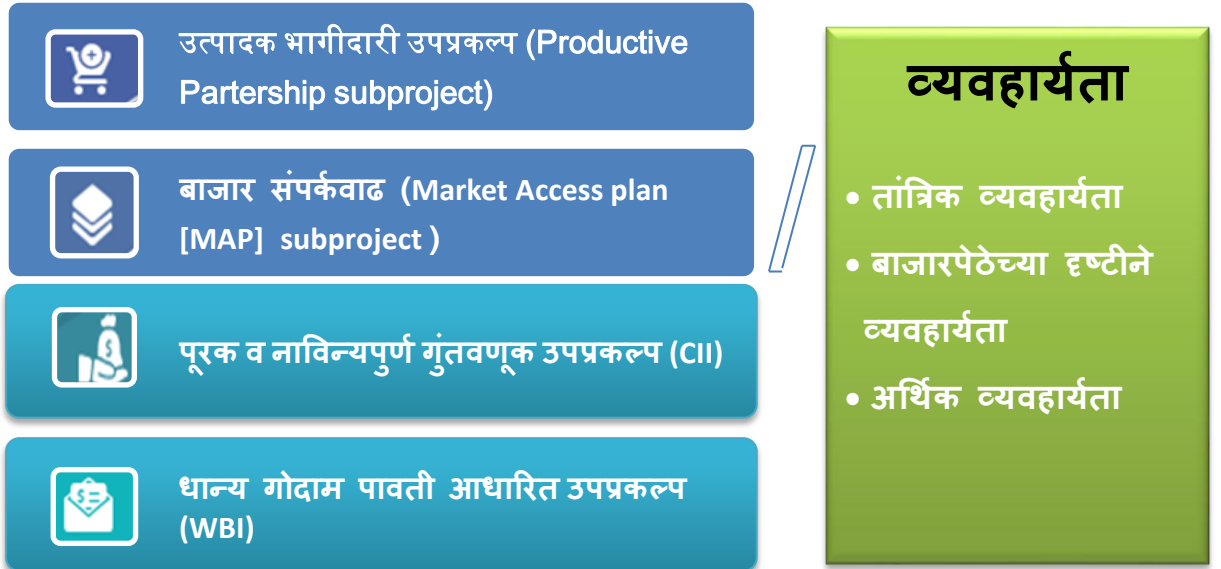 उत्पादक भागीदारी उपप्रकल्प (Productive
Partership subproject)
बाजार संपर्कवाढ (Market Access plan
[MAP] subproject )
पूरक व नाविन्यपुर्ण गुंतवणूक उपप्रकल्प (CII)
धान्य गोदाम पावती आधारित उपप्रकल्प
(WBI)
व्यवहार्यता
• तांत्रिक व्यवहार्यता
• बाजारपेठेच्या दृष्टीने
व्यवहार्यता
• अर्थिक व्यवहार्यता